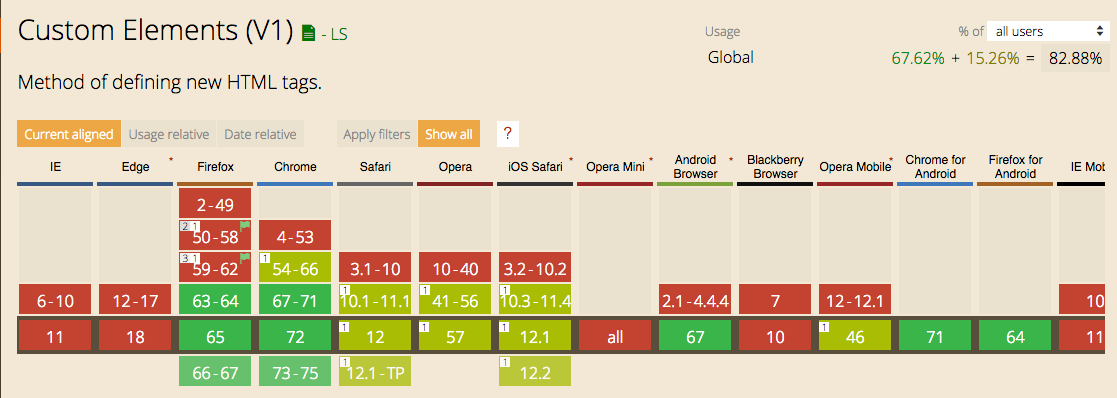 Custom Elements (V1) - LS
Usage % of all users
Global 67.62% + 15.26% = 82.88%
Method of defining new HTML tags.
Current aligned Usage relative Date relative Apply filters Show all ?
IE Edge * Firefox Chrome Safari Opera iOS Safari * Opera Mini * Android Browser * Blackberry Browser Opera Mobile * Chrome for Android Firefox for Android IE Mob
2-49
2 1 50-58 4-53
3 1 59-62 1 54-66 3.1-10 10-40 3.2-10.2
6-10 12-17 63-64 67-71 1 10.1-11.1 1 41-56 1 10.3-11.4 2.1-4.4.4 7 12-12.1 10
11 18 65 72 1 12 1 57 1 12.1 all 67 10 1 46 71 64 11
66-67 73-75 1 12.1-TP 1 12.2